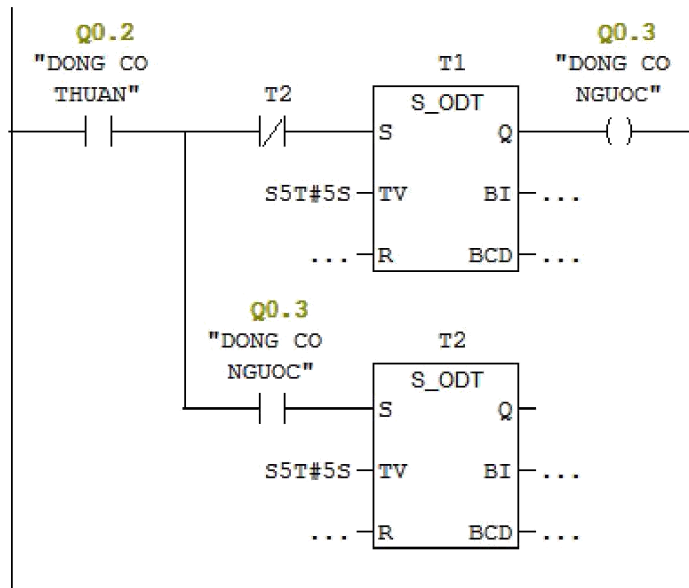 Q0.2
"DONG CO
THUAN"
T2
T1
Q0.3
"DONG CO
NGUOC"
S_ODT
S
Q
S5T#5S
TV
BI
...
...
R
BCD
...
Q0.3
"DONG CO
NGUOC"
T2
S_ODT
S
Q
S5T#5S
TV
BI
...
...
R
BCD
...